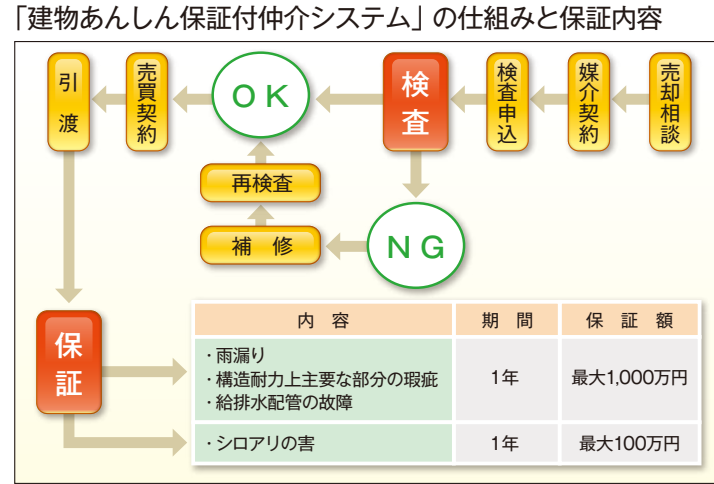 「建物あんしん保証付仲介システム」の仕組みと保証内容
売却相談
媒介契約
検査申込
検査
OK
売買契約
引渡
NG
補修
再検査
保証
内容 期間 保証額
・雨漏り
・構造耐力上主要な部分の瑕疵
・給排水配管の故障
1年 最大1,000万円
・シロアリの害 1年 最大100万円